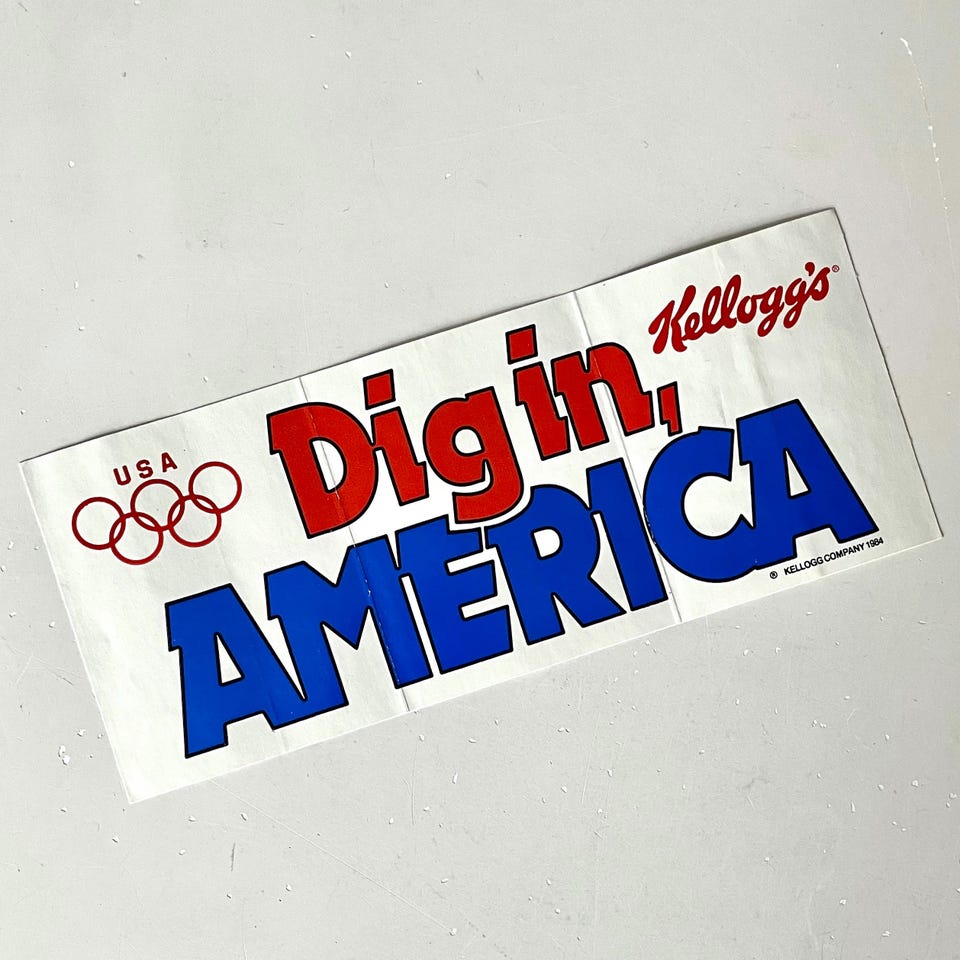 USA
Kellogg's®
Dig in,
AMERICA
® KELLOGG COMPANY 1984